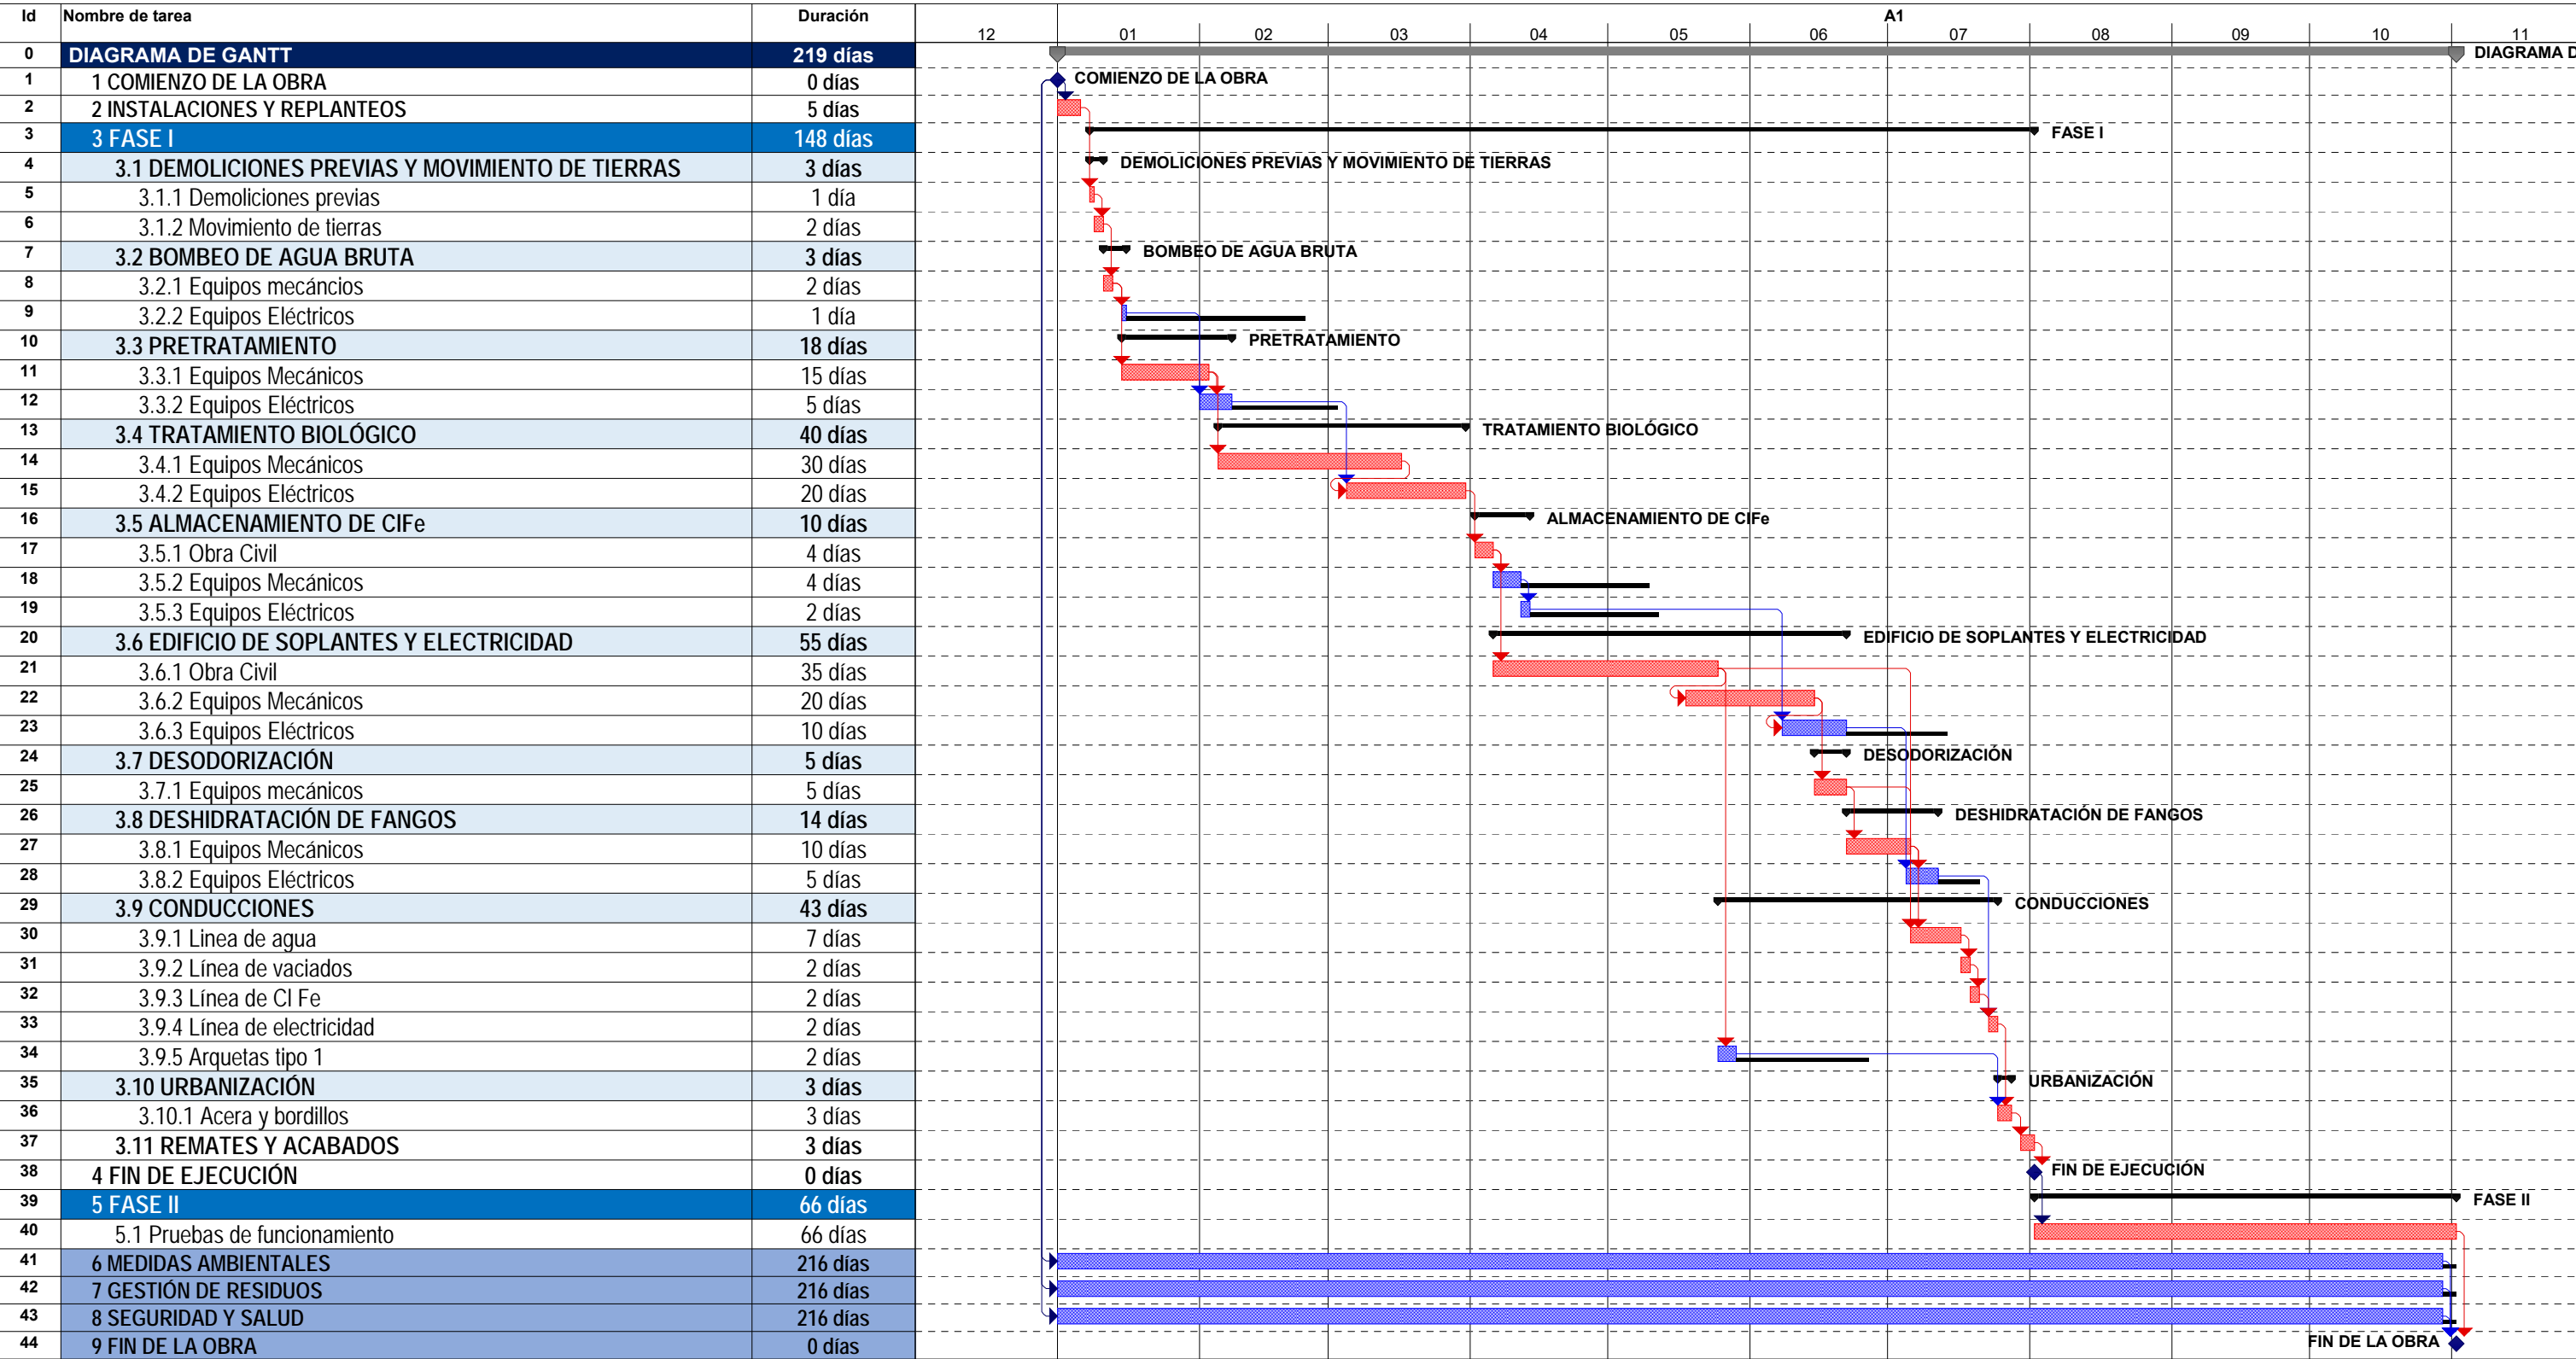 Id Nombre de tarea Duración A1
12 01 02 03 04 05 06 07 08 09 10 11
0 DIAGRAMA DE GANTT 219 días DIAGRAMA D
1 1 COMIENZO DE LA OBRA 0 días COMIENZO DE LA OBRA
2 2 INSTALACIONES Y REPLANTEOS 5 días
3 3 FASE I 148 días FASE I
4 3.1 DEMOLICIONES PREVIAS Y MOVIMIENTO DE TIERRAS 3 días DEMOLICIONES PREVIAS Y MOVIMIENTO DE TIERRAS
5 3.1.1 Demoliciones previas 1 día
6 3.1.2 Movimiento de tierras 2 días
7 3.2 BOMBEO DE AGUA BRUTA 3 días BOMBEO DE AGUA BRUTA
8 3.2.1 Equipos mecáncios 2 días
9 3.2.2 Equipos Eléctricos 1 día
10 3.3 PRETRATAMIENTO 18 días PRETRATAMIENTO
11 3.3.1 Equipos Mecánicos 15 días
12 3.3.2 Equipos Eléctricos 5 días
13 3.4 TRATAMIENTO BIOLÓGICO 40 días TRATAMIENTO BIOLÓGICO
14 3.4.1 Equipos Mecánicos 30 días
15 3.4.2 Equipos Eléctricos 20 días
16 3.5 ALMACENAMIENTO DE ClFe 10 días ALMACENAMIENTO DE ClFe
17 3.5.1 Obra Civil 4 días
18 3.5.2 Equipos Mecánicos 4 días
19 3.5.3 Equipos Eléctricos 2 días
20 3.6 EDIFICIO DE SOPLANTES Y ELECTRICIDAD 55 días EDIFICIO DE SOPLANTES Y ELECTRICIDAD
21 3.6.1 Obra Civil 35 días
22 3.6.2 Equipos Mecánicos 20 días
23 3.6.3 Equipos Eléctricos 10 días
24 3.7 DESODORIZACIÓN 5 días DESODORIZACIÓN
25 3.7.1 Equipos mecánicos 5 días
26 3.8 DESHIDRATACIÓN DE FANGOS 14 días DESHIDRATACIÓN DE FANGOS
27 3.8.1 Equipos Mecánicos 10 días
28 3.8.2 Equipos Eléctricos 5 días
29 3.9 CONDUCCIONES 43 días CONDUCCIONES
30 3.9.1 Linea de agua 7 días
31 3.9.2 Línea de vaciados 2 días
32 3.9.3 Línea de Cl Fe 2 días
33 3.9.4 Línea de electricidad 2 días
34 3.9.5 Arquetas tipo 1 2 días
35 3.10 URBANIZACIÓN 3 días URBANIZACIÓN
36 3.10.1 Acera y bordillos 3 días
37 3.11 REMATES Y ACABADOS 3 días
38 4 FIN DE EJECUCIÓN 0 días FIN DE EJECUCIÓN
39 5 FASE II 66 días FASE II
40 5.1 Pruebas de funcionamiento 66 días
41 6 MEDIDAS AMBIENTALES 216 días
42 7 GESTIÓN DE RESIDUOS 216 días
43 8 SEGURIDAD Y SALUD 216 días
44 9 FIN DE LA OBRA 0 días FIN DE LA OBRA